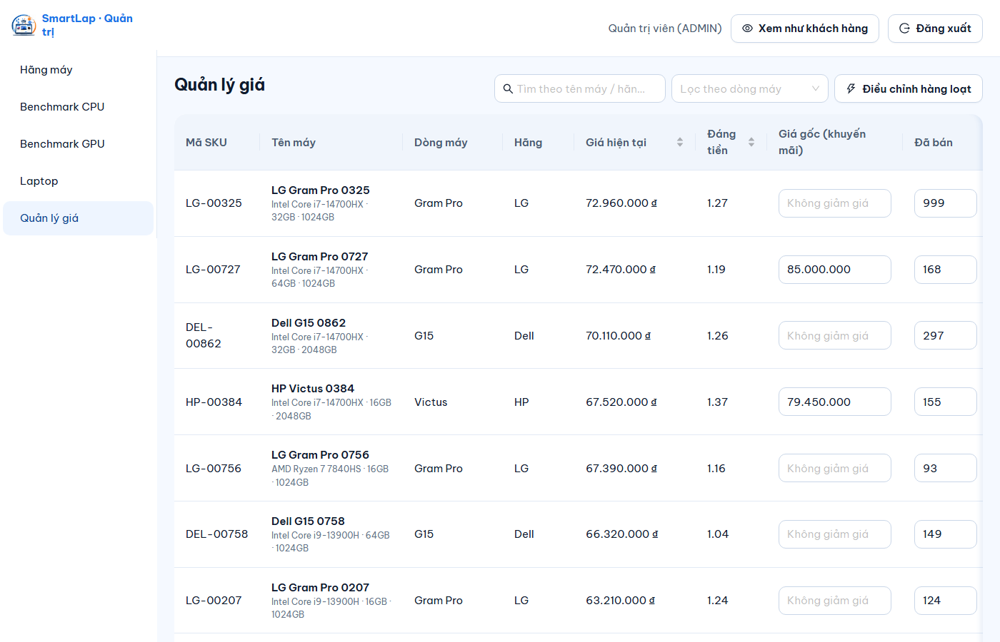 SmartLap · Quản
trị
Quản trị viên (ADMIN)
Xem như khách hàng
Đăng xuất
Hãng máy
Benchmark CPU
Benchmark GPU
Laptop
Quản lý giá
Quản lý giá
Tìm theo tên máy / hãn...
Lọc theo dòng máy
Điều chỉnh hàng loạt
Mã SKU
Tên máy
Dòng máy
Hãng
Giá hiện tại
Đáng
tiền
Giá gốc (khuyến
mãi)
Đã bán
LG-00325
LG Gram Pro 0325
Intel Core i7-14700HX ·
32GB · 1024GB
Gram Pro
LG
72.960.000 ₫
1.27
Không giảm giá
999
LG-00727
LG Gram Pro 0727
Intel Core i7-14700HX ·
64GB · 1024GB
Gram Pro
LG
72.470.000 ₫
1.19
85.000.000
168
DEL-
00862
Dell G15 0862
Intel Core i7-14700HX ·
32GB · 2048GB
G15
Dell
70.110.000 ₫
1.26
Không giảm giá
297
HP-00384
HP Victus 0384
Intel Core i7-14700HX · 16GB
· 2048GB
Victus
HP
67.520.000 ₫
1.37
79.450.000
155
LG-00756
LG Gram Pro 0756
AMD Ryzen 7 7840HS · 16GB
· 1024GB
Gram Pro
LG
67.390.000 ₫
1.16
Không giảm giá
93
DEL-00758
Dell G15 0758
Intel Core i9-13900H · 64GB
· 1024GB
G15
Dell
66.320.000 ₫
1.04
Không giảm giá
149
LG-00207
LG Gram Pro 0207
Intel Core i9-13900H · 16GB ·
1024GB
Gram Pro
LG
63.210.000 ₫
1.24
Không giảm giá
124